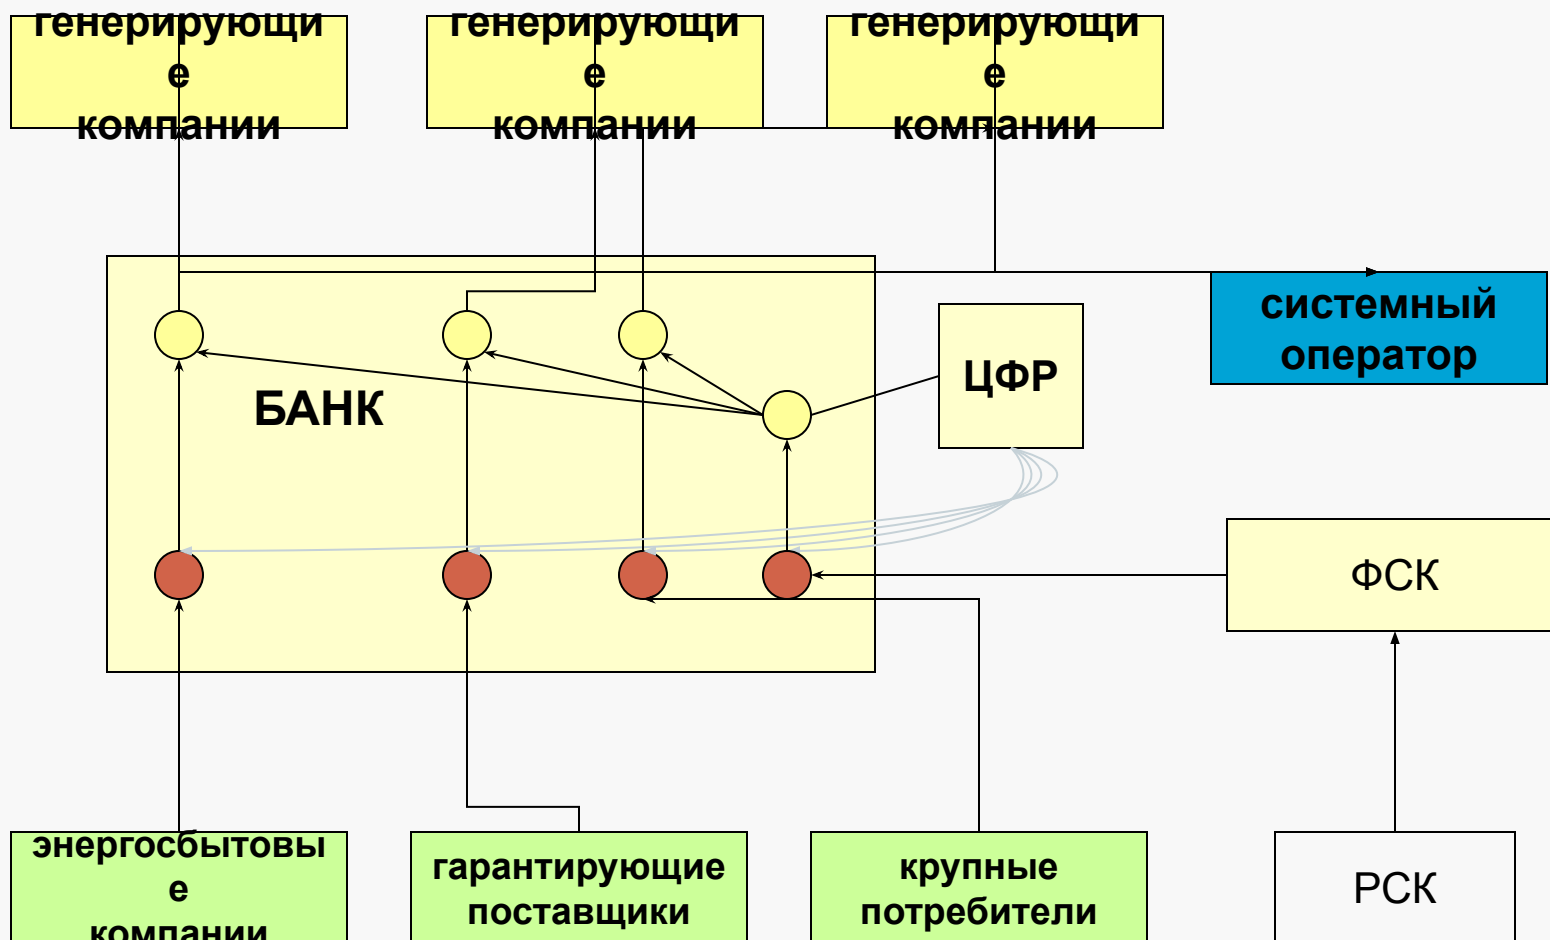 генерирующи
е
компании
генерирующи
е
компании
генерирующи
е
компании
системный
оператор
ЦФР
БАНК
ФСК
энергосбытовы
е
компании
гарантирующие
поставщики
крупные
потребители
РСК